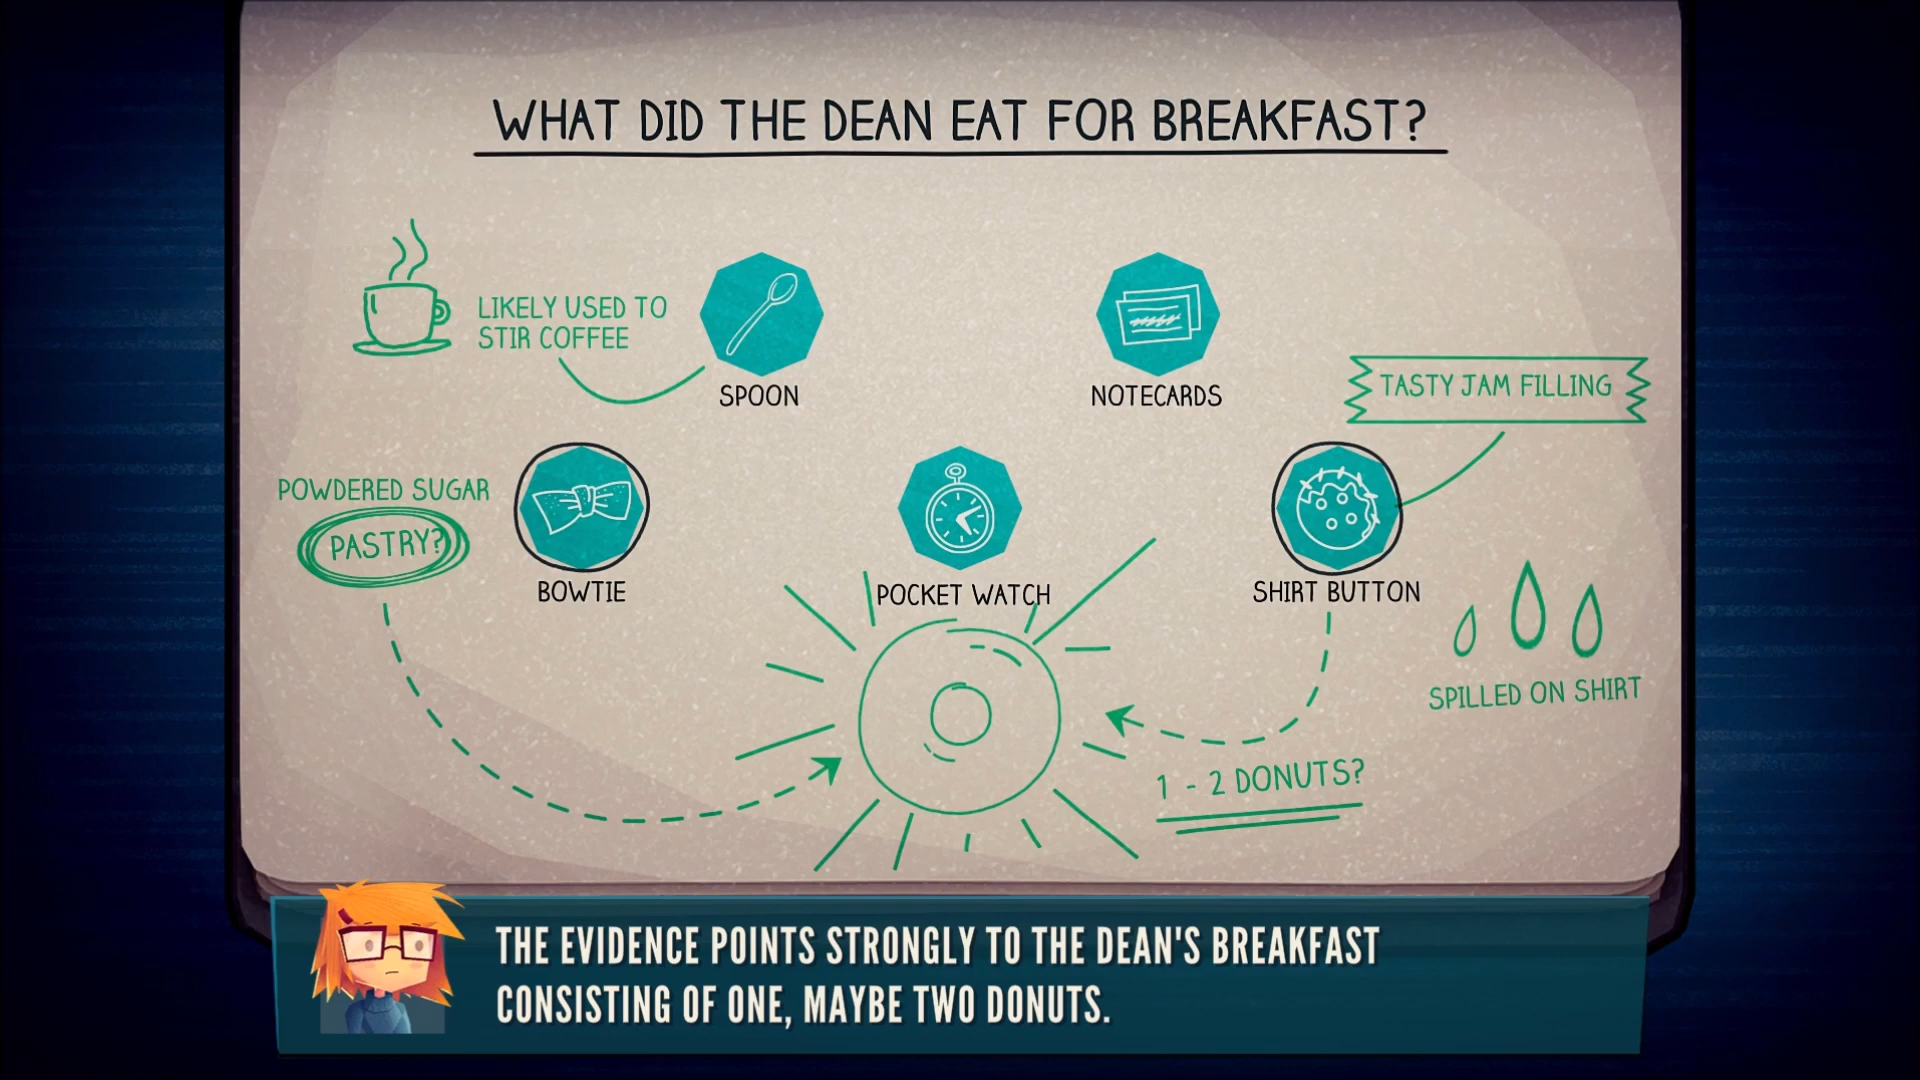 WHAT DID THE DEAN EAT FOR BREAKFAST?
LIKELY USED TO
STIR COFFEE
SPOON
NOTECARDS
TASTY JAM FILLING
POWDERED SUGAR
PASTRY?
BOWTIE
POCKET WATCH
SHIRT BUTTON
SPILLED ON SHIRT
1 - 2 DONUTS?
THE EVIDENCE POINTS STRONGLY TO THE DEAN'S BREAKFAST
CONSISTING OF ONE, MAYBE TWO DONUTS.